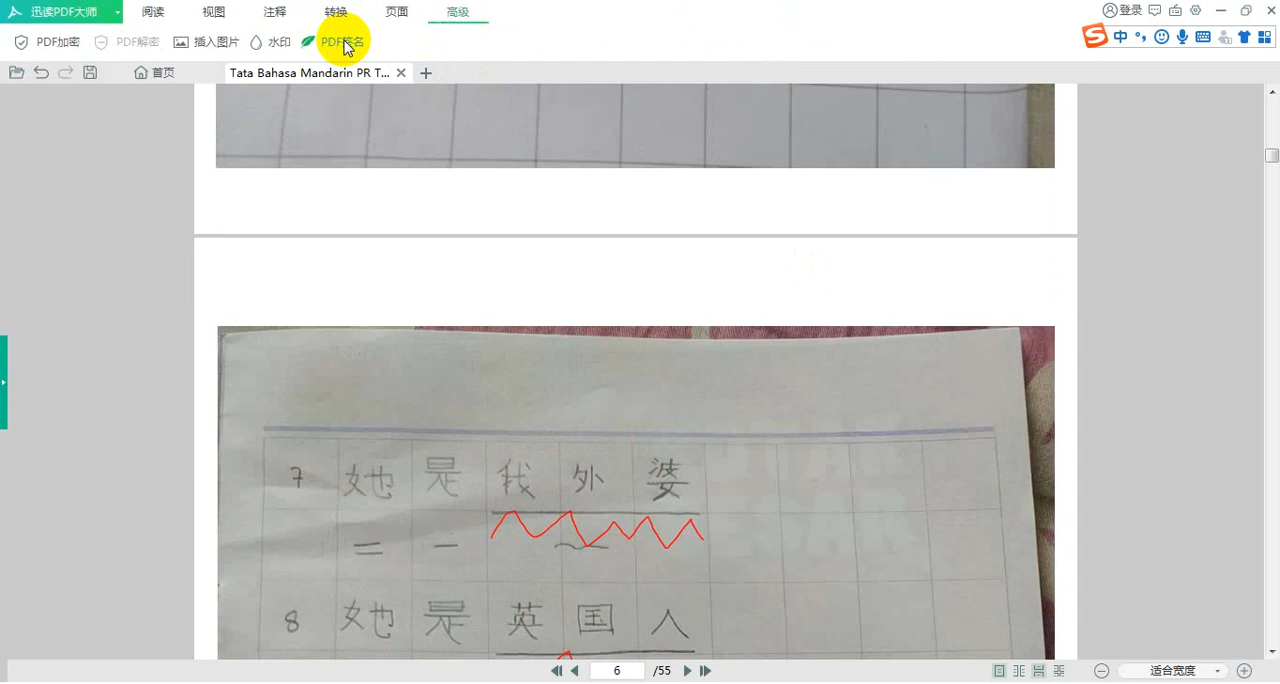 迅读PDF大师 阅读 视图 注释 转换 页面 高级 登录
PDF加密 PDF解密 插入图片 水印 PDF签名 中
首页 Tata Bahasa Mandarin PR T...
7 她是我外婆
8 她是英国人
6 /55 适合宽度